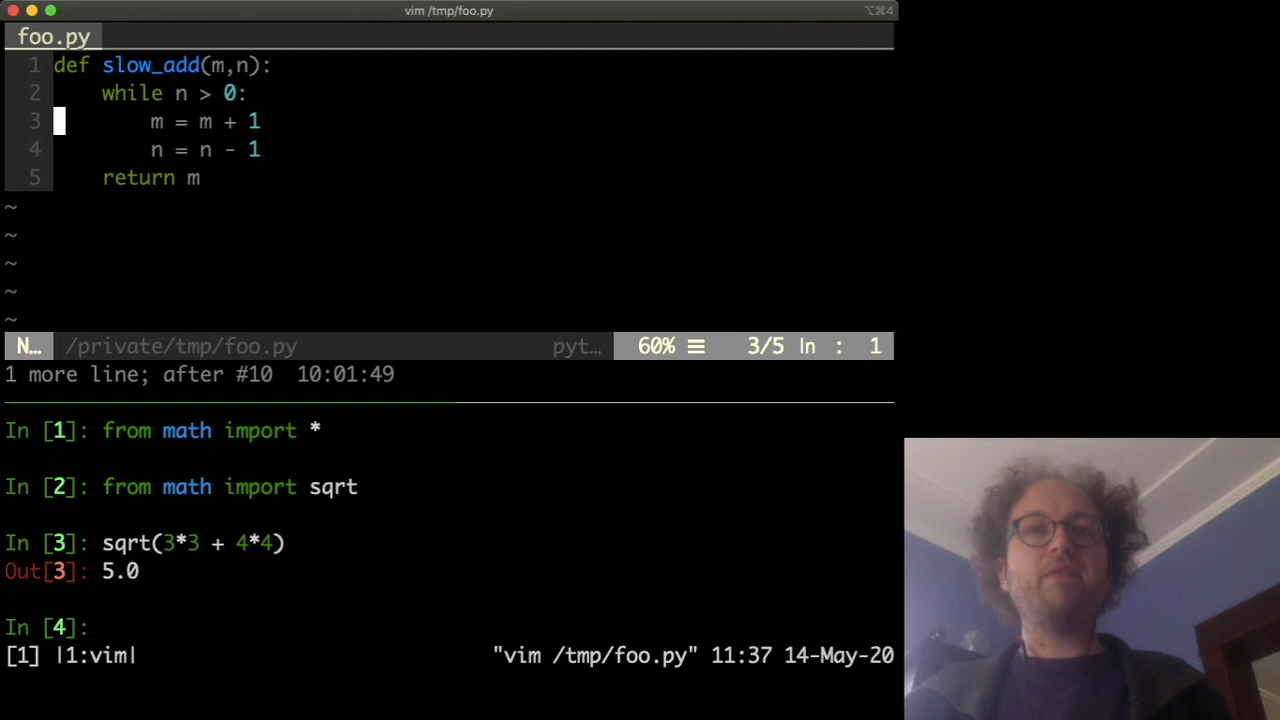 vim /tmp/foo.py
⌥⌘4
foo.py
1 def slow_add(m,n):
2     while n > 0:
3         m = m + 1
4         n = n - 1
5     return m
~
~
~
~
~
N… /private/tmp/foo.py pyt… 60% ☰ 3/5 ln : 1
1 more line; after #10  10:01:49
In [1]: from math import *
In [2]: from math import sqrt
In [3]: sqrt(3*3 + 4*4)
Out[3]: 5.0
In [4]:
[1] |1:vim| "vim /tmp/foo.py" 11:37 14-May-20